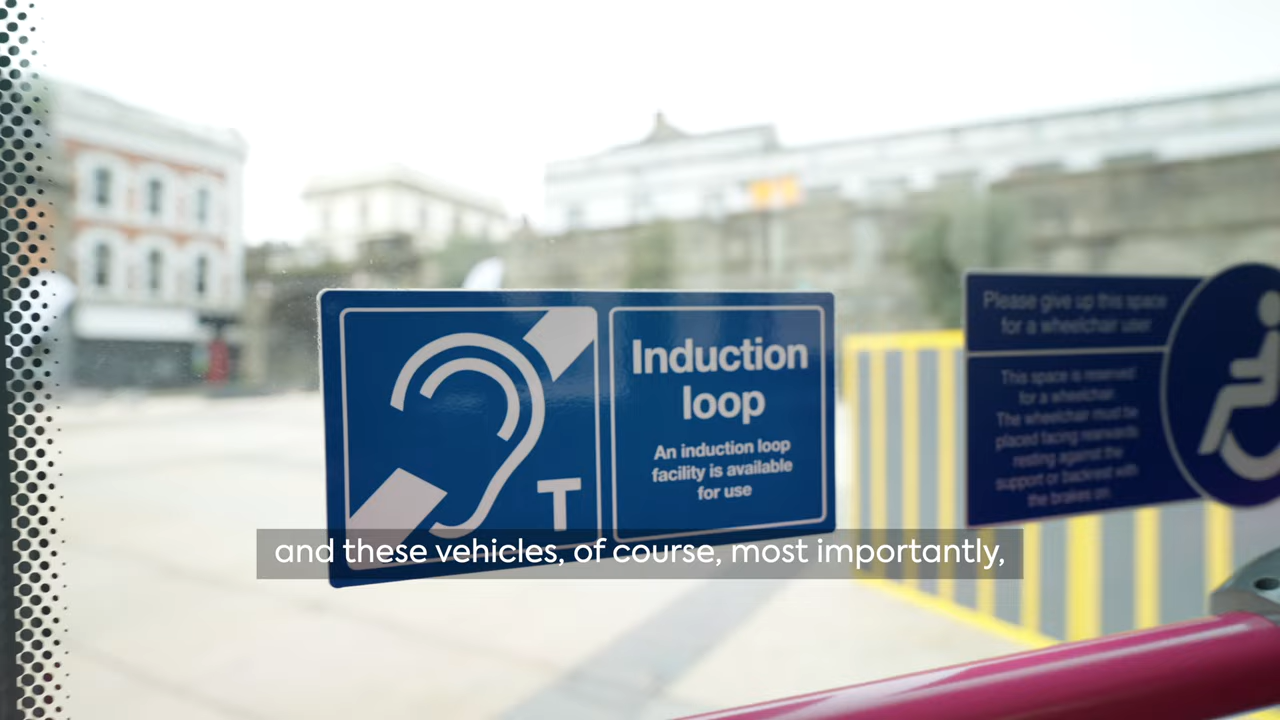 Induction
loop
An induction loop
facility is available
for use
T
Please give up this space
for a wheelchair user
This space is reserved
for a wheelchair.
The wheelchair must be
placed facing rearwards
resting against the
support or backrest with
the brakes on.
and these vehicles, of course, most importantly,